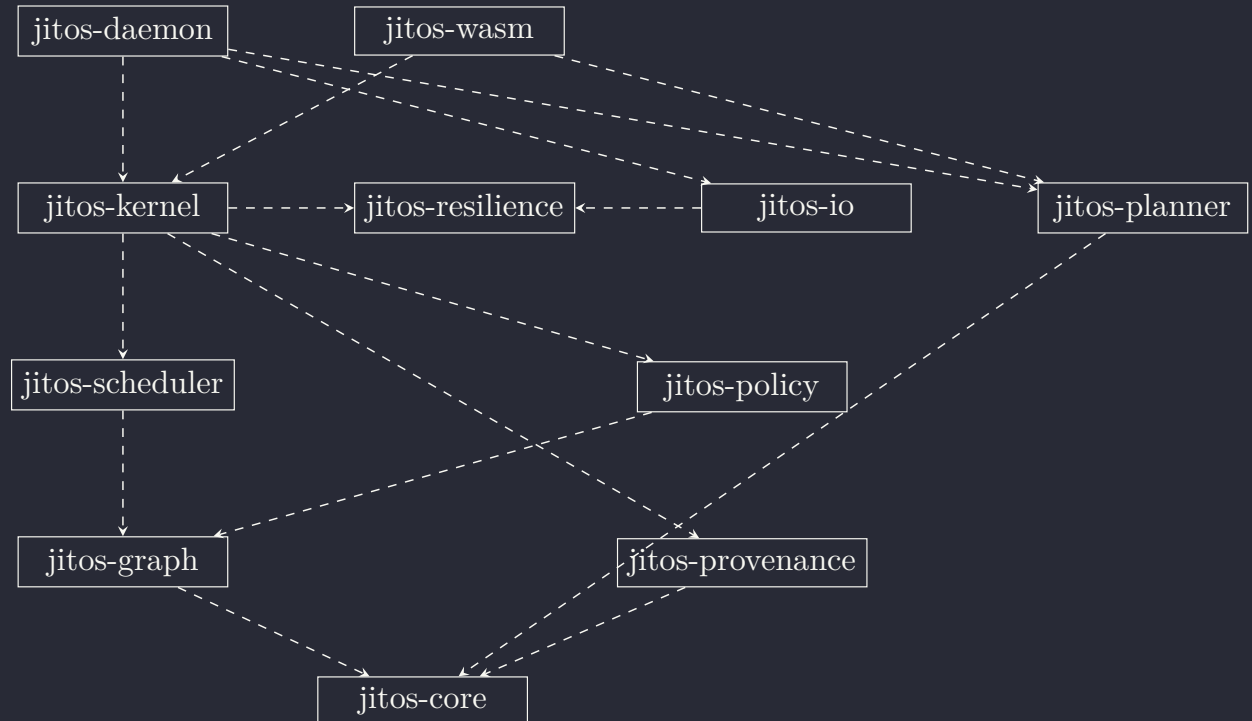 jitos-daemon
jitos-wasm
jitos-kernel
jitos-resilience
jitos-io
jitos-planner
jitos-scheduler
jitos-policy
jitos-graph
jitos-provenance
jitos-core